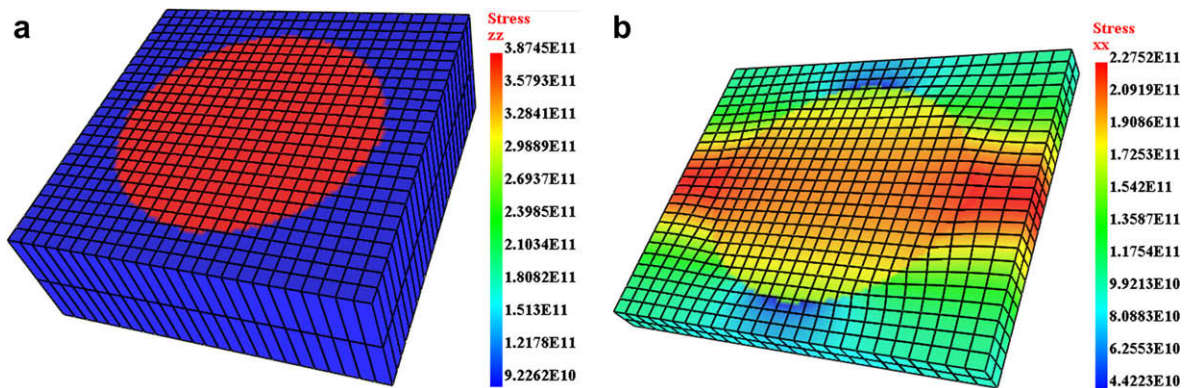 a
Stress
zz
3.8745E11
3.5793E11
3.2841E11
2.9889E11
2.6937E11
2.3985E11
2.1034E11
1.8082E11
1.513E11
1.2178E11
9.2262E10
b
Stress
xx
2.2752E11
2.0919E11
1.9086E11
1.7253E11
1.542E11
1.3587E11
1.1754E11
9.9213E10
8.0883E10
6.2553E10
4.4223E10